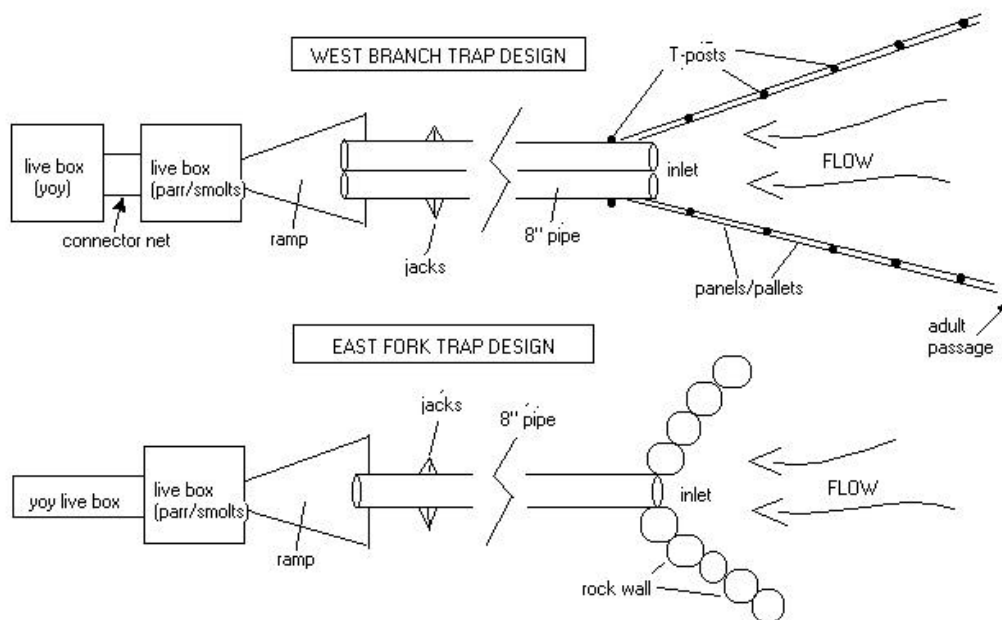 WEST BRANCH TRAP DESIGN
T-posts
live box
(yoy)
live box
(parr/smolts)
FLOW
inlet
connector net
ramp
8" pipe
jacks
panels/pallets
adult
passage
EAST FORK TRAP DESIGN
jacks
8" pipe
yoy live box
live box
(parr/smolts)
inlet
FLOW
ramp
rock wall